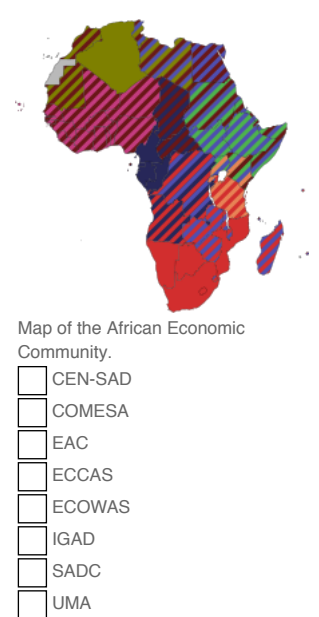 Map of the African Economic
Community.
CEN-SAD
COMESA
EAC
ECCAS
ECOWAS
IGAD
SADC
UMA